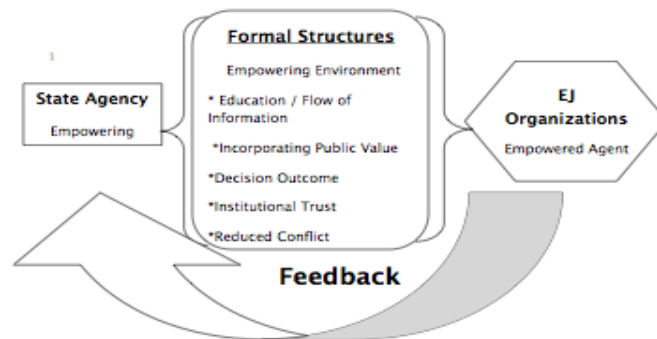 Formal Structures
Empowering Environment
* Education / Flow of
Information
*Incorporating Public Value
*Decision Outcome
*Institutional Trust
*Reduced Conflict
State Agency
Empowering
EJ
Organizations
Empowered Agent
Feedback